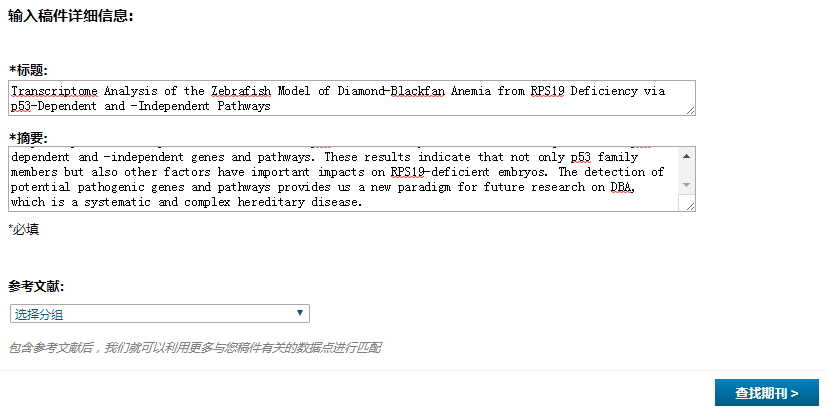 输入稿件详细信息:
*标题:
Transcriptome Analysis of the Zebrafish Model of Diamond-Blackfan Anemia from RPS19 Deficiency via
p53-Dependent and -Independent Pathways
*摘要:
dependent and -independent genes and pathways. These results indicate that not only p53 family
members but also other factors have important impacts on RPS19-deficient embryos. The detection of
potential pathogenic genes and pathways provides us a new paradigm for future research on DBA,
which is a systematic and complex hereditary disease.
*必填
参考文献:
选择分组
包含参考文献后，我们就可以利用更多与您稿件有关的数据点进行匹配
查找期刊 >